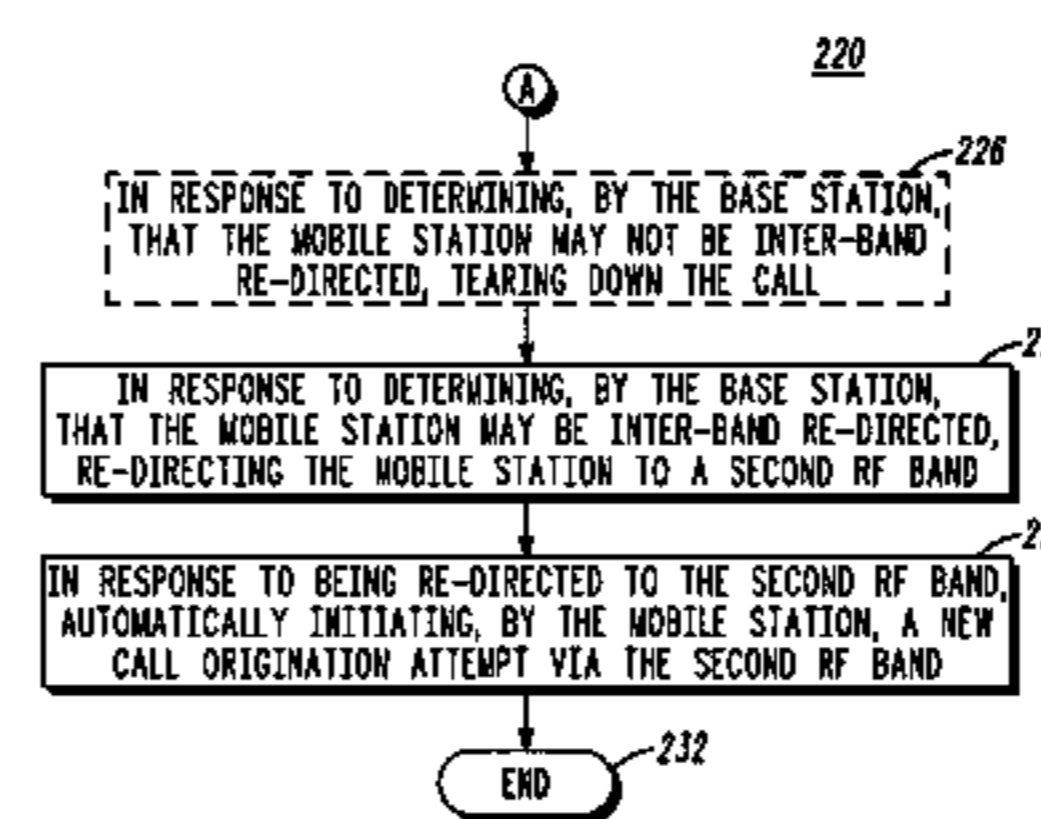 220
A
226
IN RESPONSE TO DETERMINING, BY THE BASE STATION,
THAT THE MOBILE STATION MAY NOT BE INTER-BAND
RE-DIRECTED, TEARING DOWN THE CALL
IN RESPONSE TO DETERMINING, BY THE BASE STATION,
THAT THE MOBILE STATION MAY BE INTER-BAND RE-DIRECTED,
RE-DIRECTING THE MOBILE STATION TO A SECOND RF BAND
IN RESPONSE TO BEING RE-DIRECTED TO THE SECOND RF BAND,
AUTOMATICALLY INITIATING, BY THE MOBILE STATION, A NEW
CALL ORIGINATION ATTEMPT VIA THE SECOND RF BAND
END
232